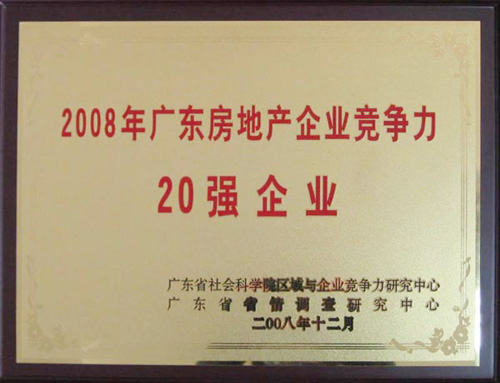 2008年广东房地产企业竞争力
20强企业
广东省社会科学院区域与企业竞争力研究中心
广东省省情调查研究中心
二00八年十二月